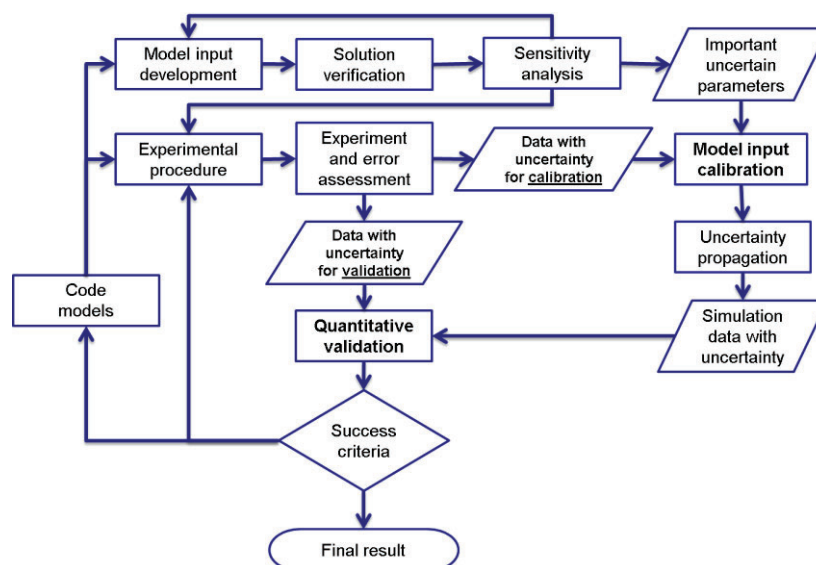 Model input
development
Solution
verification
Sensitivity
analysis
Important
uncertain
parameters
Experimental
procedure
Experiment
and error
assessment
Data with
uncertainty
for calibration
Model input
calibration
Data with
uncertainty
for validation
Uncertainty
propagation
Code
models
Quantitative
validation
Simulation
data with
uncertainty
Success
criteria
Final result